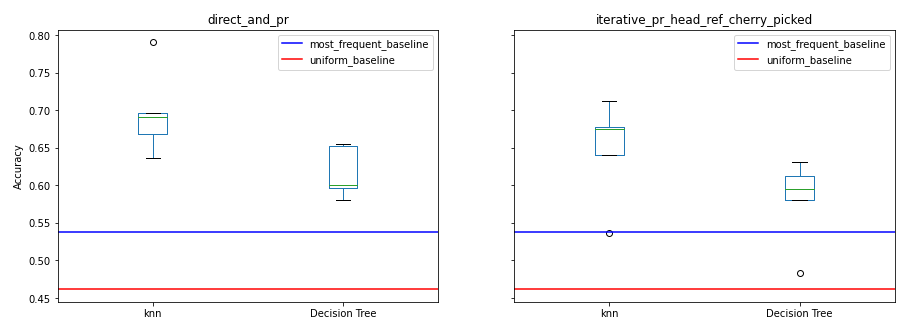 direct_and_pr
iterative_pr_head_ref_cherry_picked
Accuracy
0.80
0.75
0.70
0.65
0.60
0.55
0.50
0.45
most_frequent_baseline
uniform_baseline
most_frequent_baseline
uniform_baseline
knn
Decision Tree
knn
Decision Tree